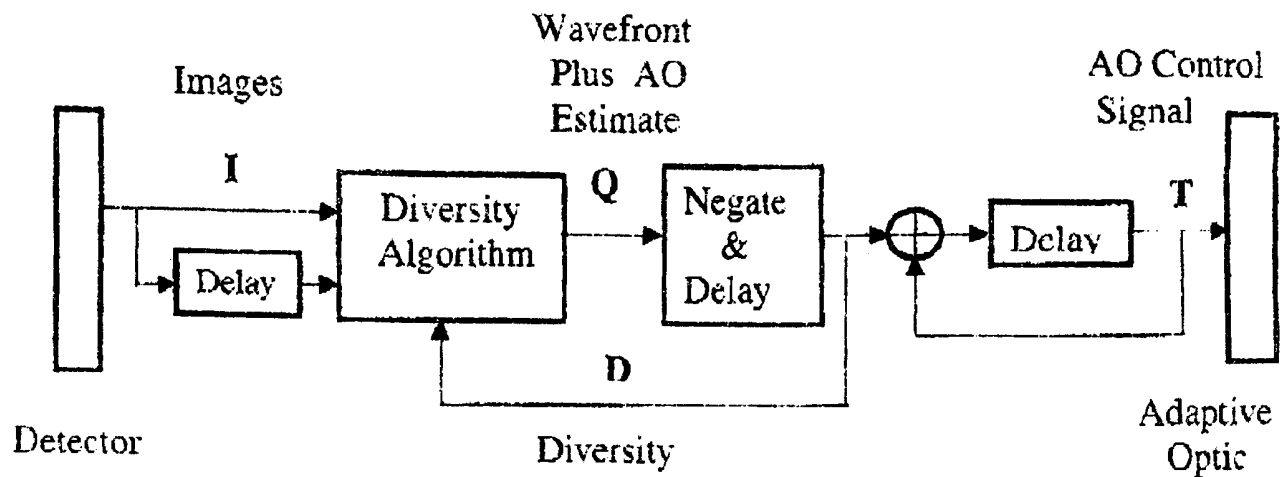 Images
Wavefront
Plus AO
Estimate
AO Control
Signal
I
Q
T
Diversity
Algorithm
Delay
Negate
&
Delay
Delay
D
Detector
Diversity
Adaptive
Optic